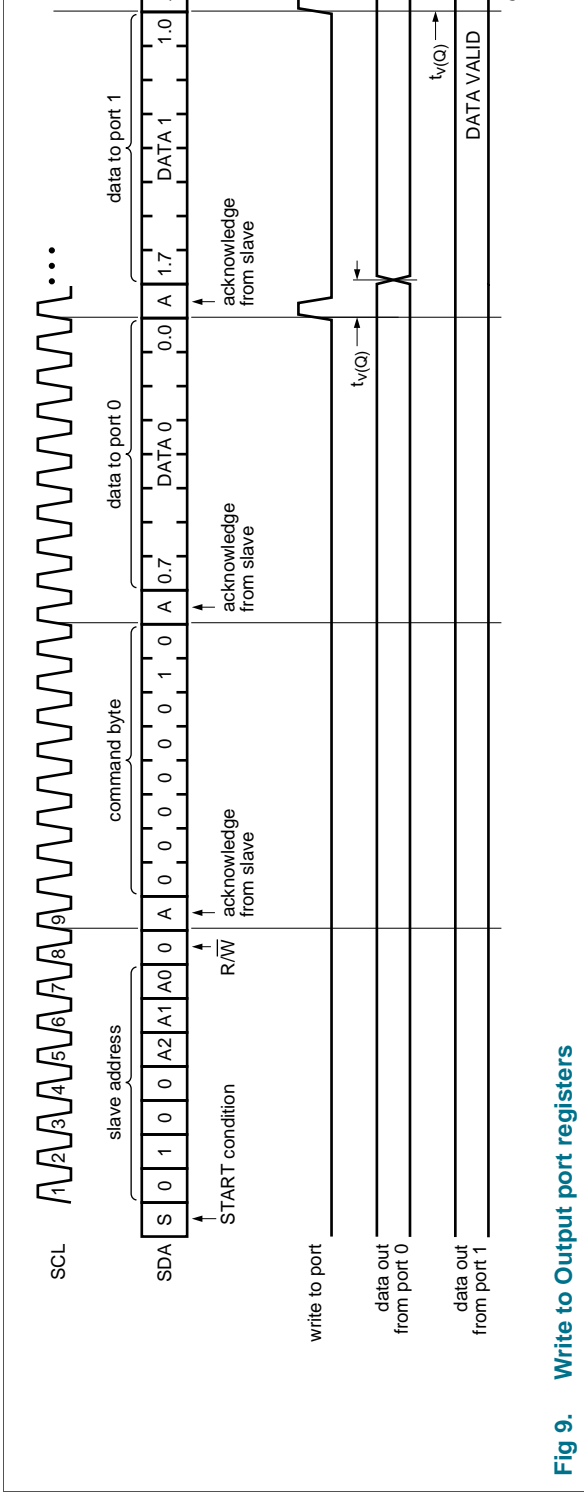 SCL
1 2 3 4 5 6 7 8 9
slave address
command byte
data to port 0
data to port 1
SDA
S 0 1 0 0 A2 A1 A0 0 A 0 0 0 0 0 0 1 0 A 0.7 DATA 0 0.0 A 1.7 DATA 1 1.0
START condition
R/W
acknowledge
from slave
acknowledge
from slave
acknowledge
from slave
write to port
tv(Q)
data out
from port 0
tv(Q)
data out
from port 1
DATA VALID
Fig 9. Write to Output port registers